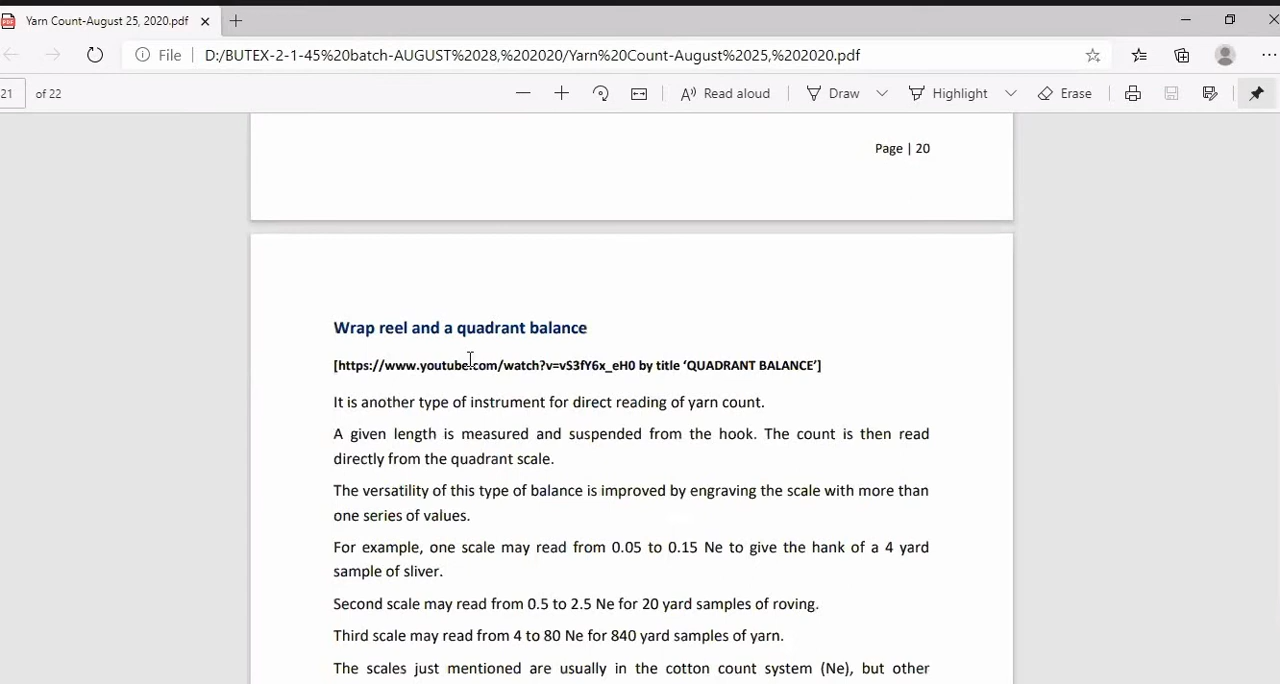 Yarn Count-August 25, 2020.pdf
File D:/BUTEX-2-1-45%20batch-AUGUST%2028,%202020/Yarn%20Count-August%2025,%202020.pdf
21 of 22 Read aloud Draw Highlight Erase
Page | 20
Wrap reel and a quadrant balance
[https://www.youtube.com/watch?v=vS3fY6x_eH0 by title ‘QUADRANT BALANCE’]
It is another type of instrument for direct reading of yarn count.
A given length is measured and suspended from the hook. The count is then read
directly from the quadrant scale.
The versatility of this type of balance is improved by engraving the scale with more than
one series of values.
For example, one scale may read from 0.05 to 0.15 Ne to give the hank of a 4 yard
sample of sliver.
Second scale may read from 0.5 to 2.5 Ne for 20 yard samples of roving.
Third scale may read from 4 to 80 Ne for 840 yard samples of yarn.
The scales just mentioned are usually in the cotton count system (Ne), but other